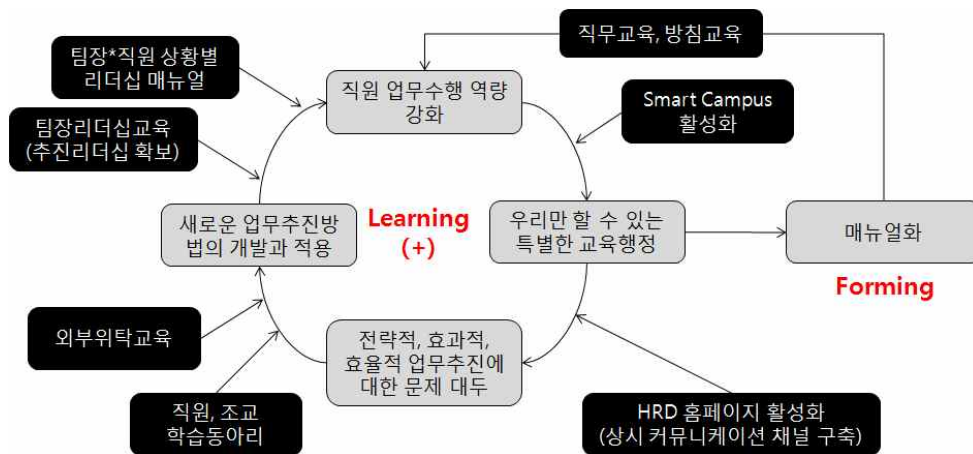 팀장*직원 상황별
리더십 매뉴얼
직무교육, 방침교육
직원 업무수행 역량
강화
Smart Campus
활성화
팀장리더십교육
(추진리더십 확보)
새로운 업무추진방
법의 개발과 적용
Learning
(+)
우리만 할 수 있는
특별한 교육행정
매뉴얼화
Forming
외부위탁교육
전략적, 효과적,
효율적 업무추진에
대한 문제 대두
직원, 조교
학습동아리
HRD 홈페이지 활성화
(상시 커뮤니케이션 채널 구축)